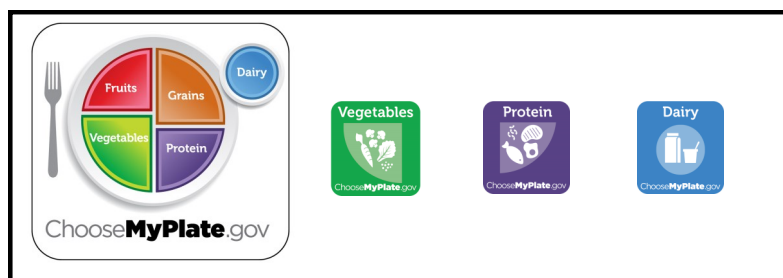 Fruits
Grains
Dairy
Vegetables
Protein
ChooseMyPlate.gov
Vegetables
ChooseMyPlate.gov
Protein
ChooseMyPlate.gov
Dairy
ChooseMyPlate.gov